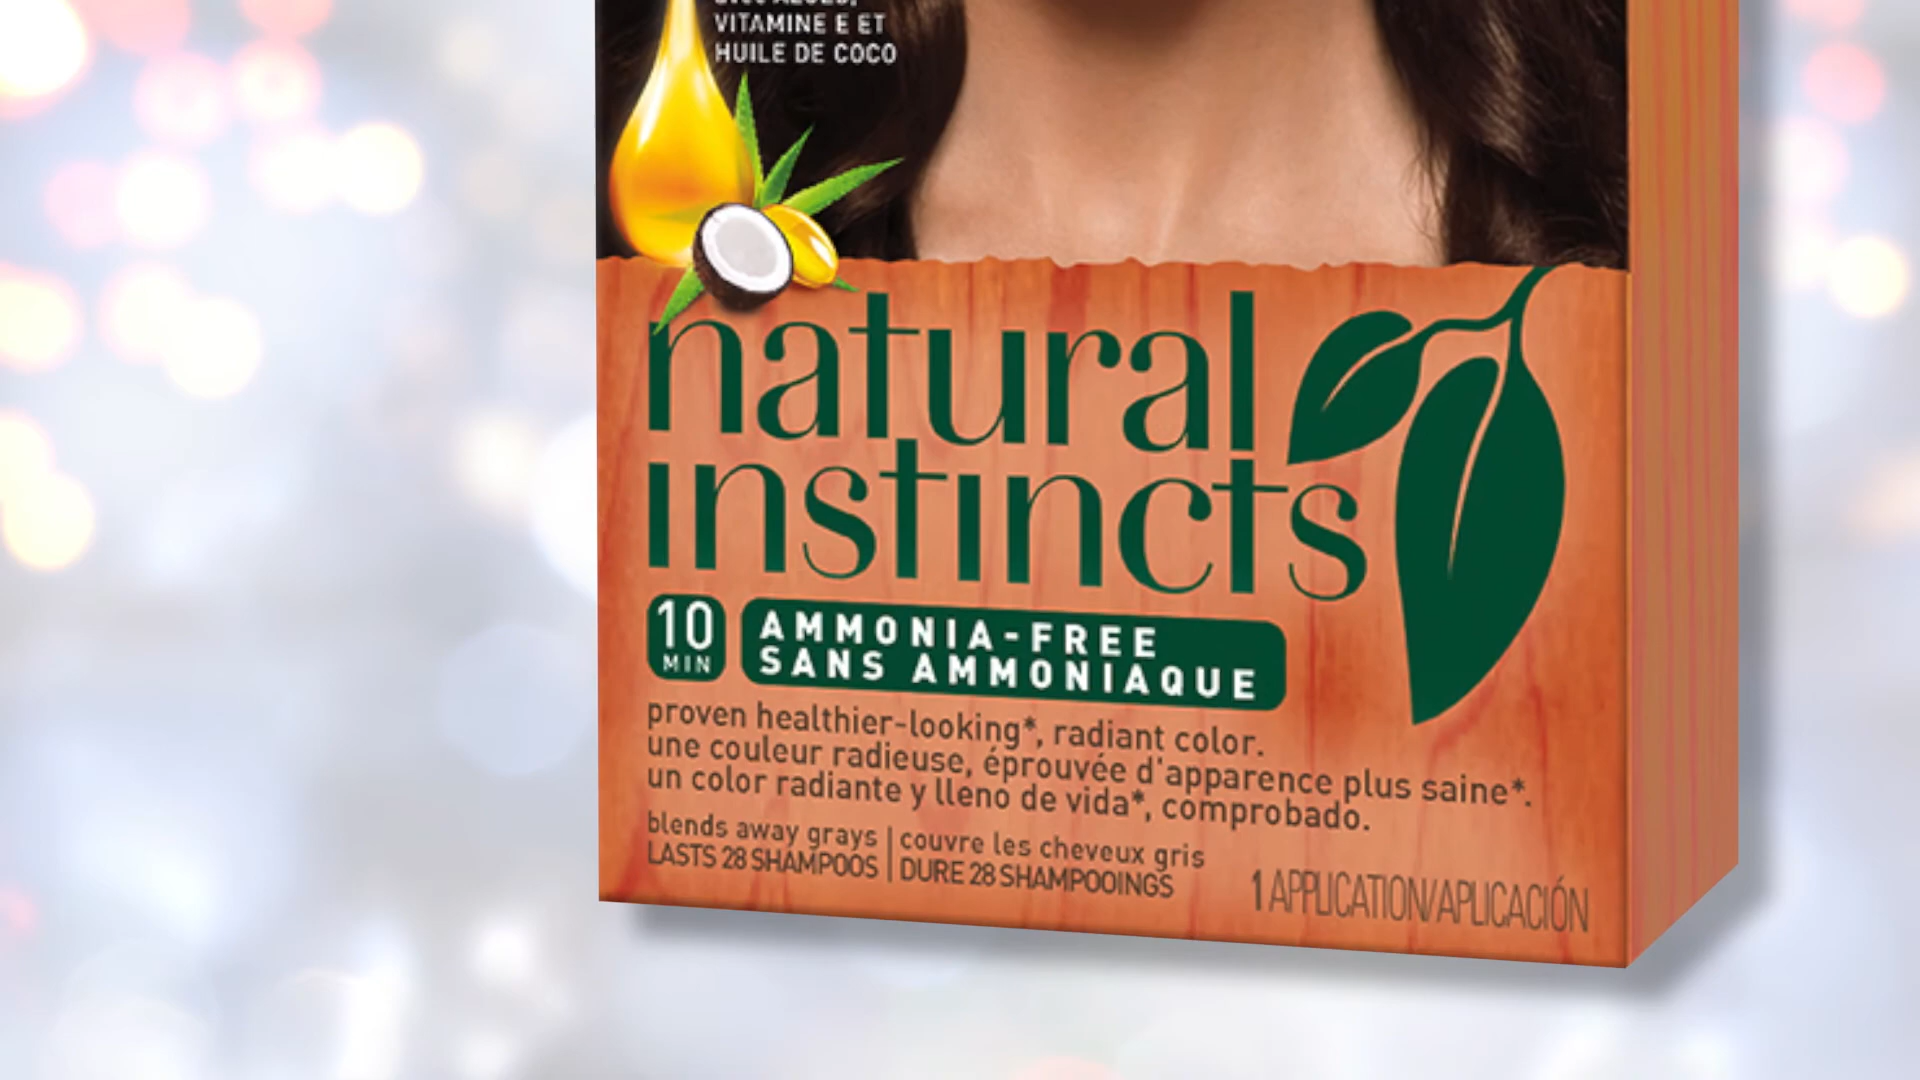 VITAMINE E ET
HUILE DE COCO
natural
instincts
10
MIN
AMMONIA-FREE
SANS AMMONIAQUE
proven healthier-looking*, radiant color.
une couleur radieuse, éprouvée d'apparence plus saine*.
un color radiante y lleno de vida*, comprobado.
blends away grays | couvre les cheveux gris
LASTS 28 SHAMPOOS | DURE 28 SHAMPOOINGS
1 APPLICATION/APLICACIÓN